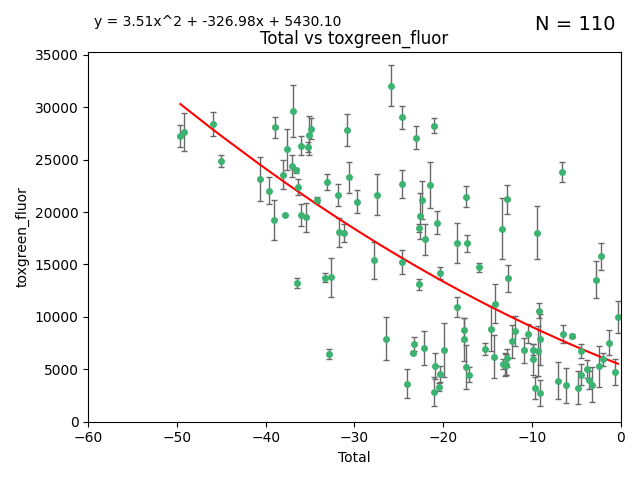 y = 3.51x^2 + -326.98x + 5430.10
N = 110
Total vs toxgreen_fluor
35000
30000
25000
20000
15000
10000
5000
0
toxgreen_fluor
−60 −50 −40 −30 −20 −10 0
Total